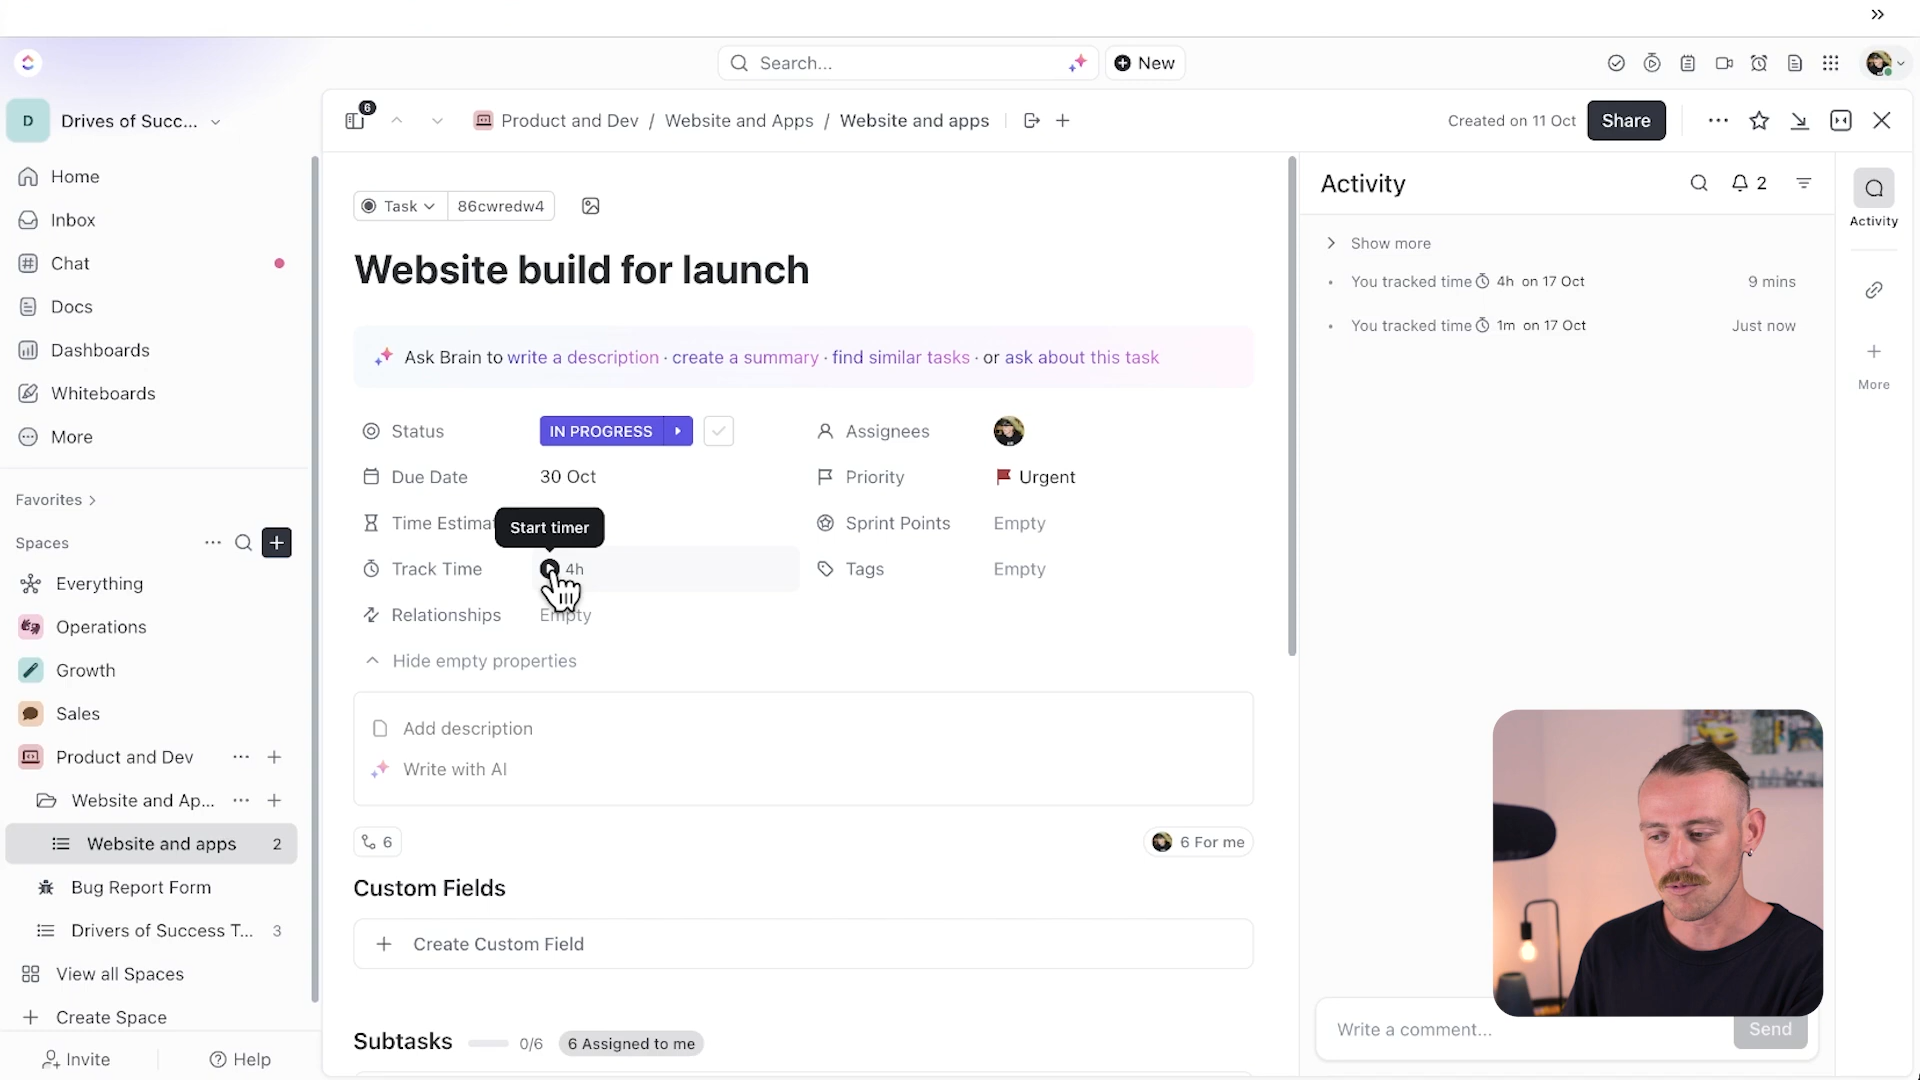 Search...
New
D
Drives of Succ...
6
Product and Dev / Website and Apps / Website and apps
Created on 11 Oct
Share
Home
Inbox
Chat
Docs
Dashboards
Whiteboards
More
Favorites
Spaces
Everything
Operations
Growth
Sales
Product and Dev
Website and Ap...
Website and apps 2
Bug Report Form
Drivers of Success T... 3
View all Spaces
Create Space
Invite
Help
Task
86cwredw4
Website build for launch
Ask Brain to write a description · create a summary · find similar tasks · or ask about this task
Status IN PROGRESS
Assignees
Due Date 30 Oct
Priority Urgent
Time Estimat
Start timer
Sprint Points Empty
Track Time 4h
Tags Empty
Relationships Empty
Hide empty properties
Add description
Write with AI
6
6 For me
Custom Fields
Create Custom Field
Subtasks 0/6 6 Assigned to me
Activity
2
Show more
You tracked time 4h on 17 Oct 9 mins
You tracked time 1m on 17 Oct Just now
Write a comment...
Send
Activity
More